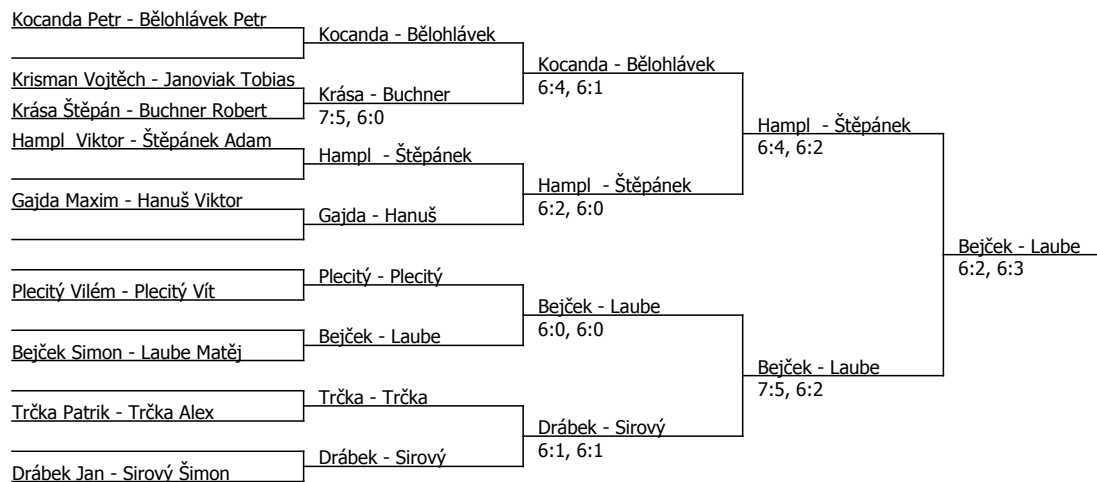 Kocanda Petr - Bělohlávek Petr
Krisman Vojtěch - Janoviak Tobias
Krása Štěpán - Buchner Robert
Hampl  Viktor - Štěpánek Adam
Gajda Maxim - Hanuš Viktor
Plecitý Vilém - Plecitý Vít
Bejček Simon - Laube Matěj
Trčka Patrik - Trčka Alex
Drábek Jan - Sirový Šimon
Kocanda - Bělohlávek
Krása - Buchner
7:5, 6:0
Hampl  - Štěpánek
Gajda - Hanuš
Plecitý - Plecitý
Bejček - Laube
Trčka - Trčka
Drábek - Sirový
Kocanda - Bělohlávek
6:4, 6:1
Hampl  - Štěpánek
6:2, 6:0
Bejček - Laube
6:0, 6:0
Drábek - Sirový
6:1, 6:1
Hampl  - Štěpánek
6:4, 6:2
Bejček - Laube
7:5, 6:2
Bejček - Laube
6:2, 6:3